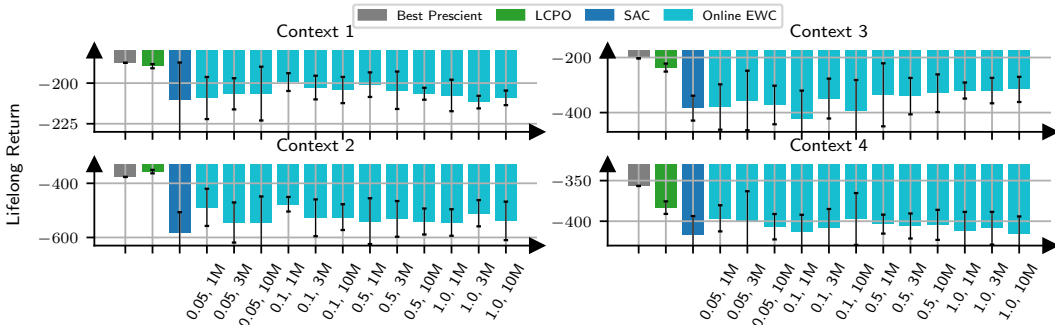 Best Prescient LCPO SAC Online EWC
Context 1
Context 3
−200
−225
−200
−400
Lifelong Return
Context 2
Context 4
−400
−600
−350
−400
0.05, 1M
0.05, 3M
0.05, 10M
0.1, 1M
0.1, 3M
0.1, 10M
0.5, 1M
0.5, 3M
0.5, 10M
1.0, 1M
1.0, 3M
1.0, 10M
0.05, 1M
0.05, 3M
0.05, 10M
0.1, 1M
0.1, 3M
0.1, 10M
0.5, 1M
0.5, 3M
0.5, 10M
1.0, 1M
1.0, 3M
1.0, 10M